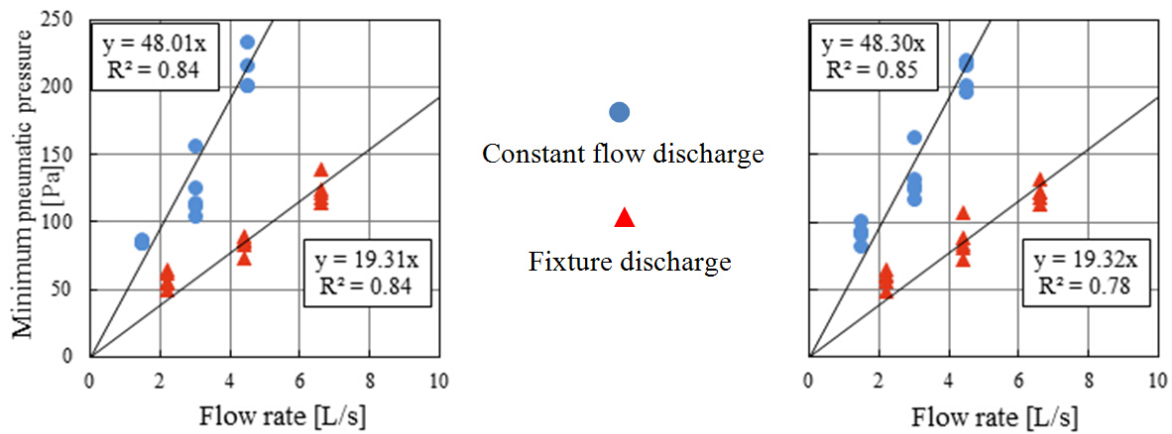 250
200
150
100
50
0
Minimum pneumatic pressure
[Pa]
y = 48.01x
R² = 0.84
y = 19.31x
R² = 0.84
0 2 4 6 8 10
Flow rate [L/s]
Constant flow discharge
Fixture discharge
y = 48.30x
R² = 0.85
y = 19.32x
R² = 0.78
0 2 4 6 8 10
Flow rate [L/s]